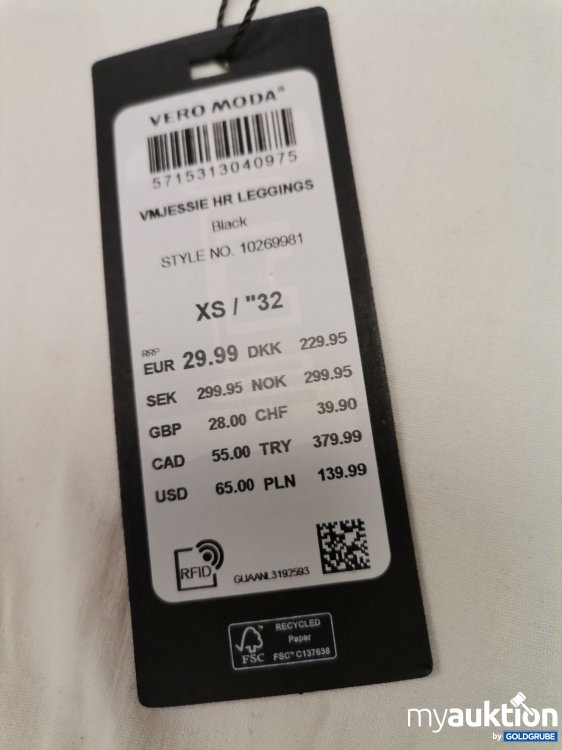 VERO MODA®
5715313040975
VMJESSIE HR LEGGINGS
Black
STYLE NO. 10269981
XS / "32
RRP
EUR 29.99 DKK 229.95
SEK 299.95 NOK 299.95
GBP 28.00 CHF 39.90
CAD 55.00 TRY 379.99
USD 65.00 PLN 139.99
RFID
GUAANL3192593
FSC
RECYCLED
Paper
FSC™ C137638
myauktion
by GOLDGRUBE